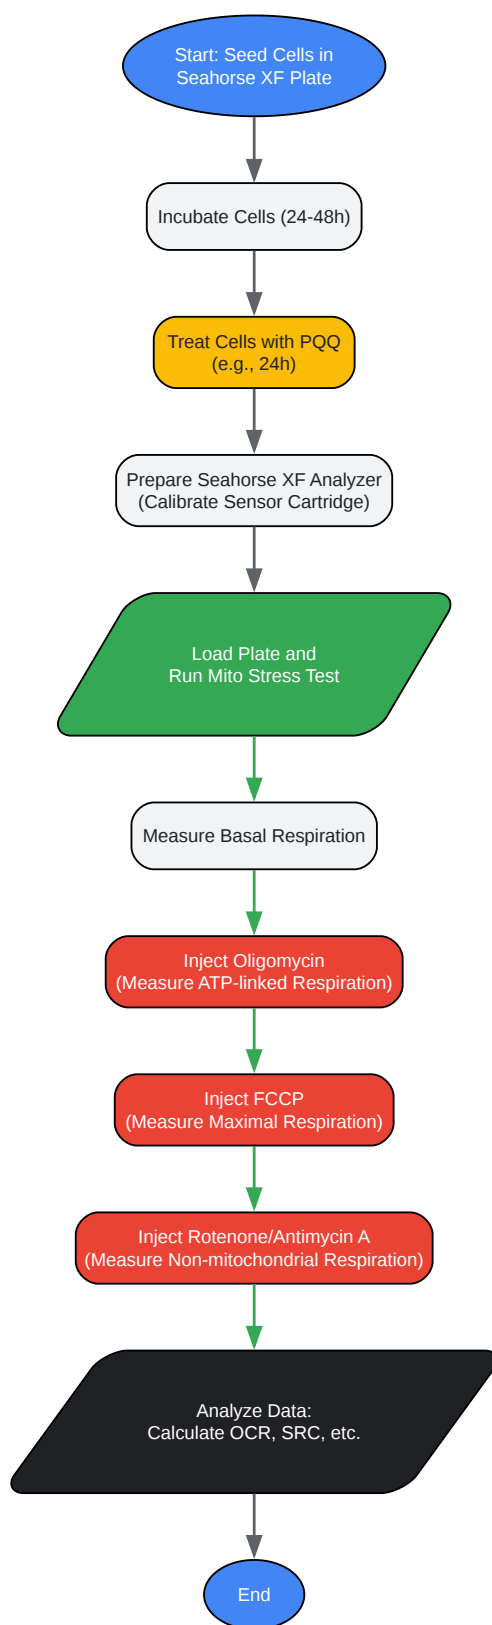 Start: Seed Cells in
Seahorse XF Plate
Incubate Cells (24-48h)
Treat Cells with PQQ
(e.g., 24h)
Prepare Seahorse XF Analyzer
(Calibrate Sensor Cartridge)
Load Plate and
Run Mito Stress Test
Measure Basal Respiration
Inject Oligomycin
(Measure ATP-linked Respiration)
Inject FCCP
(Measure Maximal Respiration)
Inject Rotenone/Antimycin A
(Measure Non-mitochondrial Respiration)
Analyze Data:
Calculate OCR, SRC, etc.
End